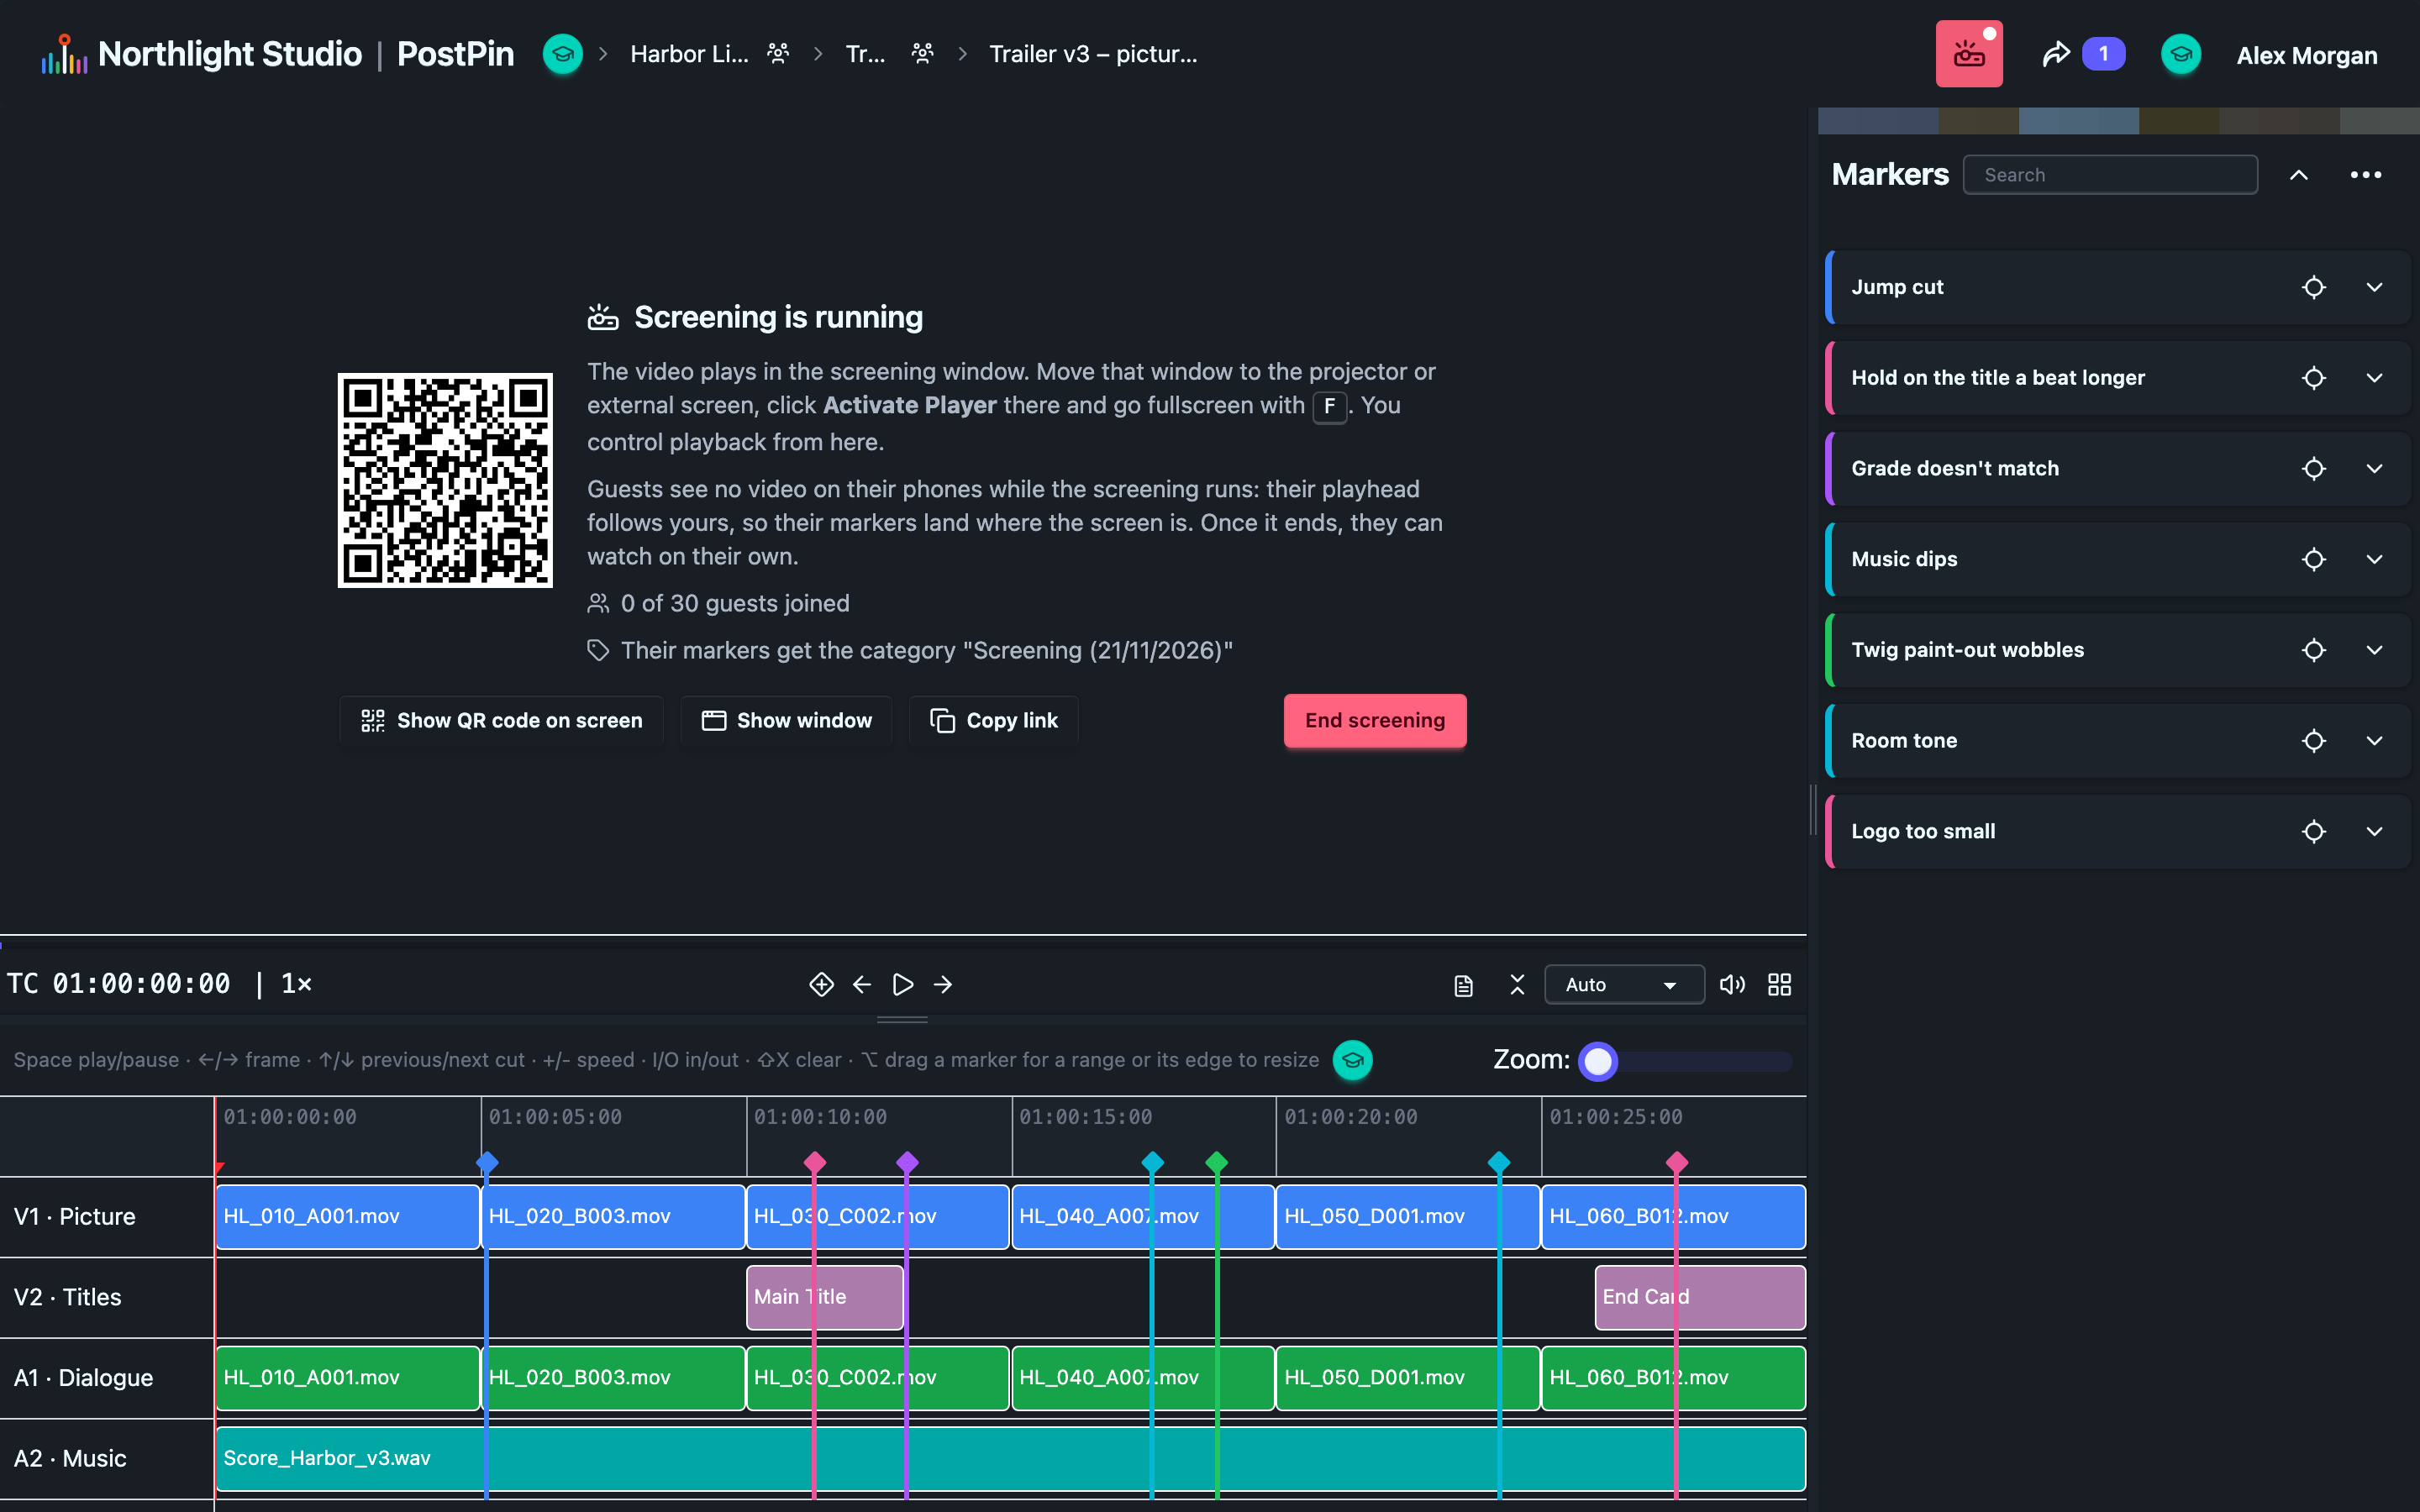 Northlight Studio | PostPin
Harbor Li...
Tr...
Trailer v3 – pictur...
1
Alex Morgan
Markers
Search
Jump cut
Hold on the title a beat longer
Grade doesn't match
Music dips
Twig paint-out wobbles
Room tone
Logo too small
Screening is running
The video plays in the screening window. Move that window to the projector or
external screen, click Activate Player there and go fullscreen with F. You
control playback from here.
Guests see no video on their phones while the screening runs: their playhead
follows yours, so their markers land where the screen is. Once it ends, they can
watch on their own.
0 of 30 guests joined
Their markers get the category "Screening (21/11/2026)"
Show QR code on screen
Show window
Copy link
End screening
TC 01:00:00:00 | 1×
Auto
Space play/pause · ←/→ frame · ↑/↓ previous/next cut · +/- speed · I/O in/out · ⇧X clear · ⌥ drag a marker for a range or its edge to resize
Zoom:
01:00:00:00
01:00:05:00
01:00:10:00
01:00:15:00
01:00:20:00
01:00:25:00
V1 · Picture
HL_010_A001.mov
HL_020_B003.mov
HL_030_C002.mov
HL_040_A007.mov
HL_050_D001.mov
HL_060_B012.mov
V2 · Titles
Main Title
End Card
A1 · Dialogue
HL_010_A001.mov
HL_020_B003.mov
HL_030_C002.mov
HL_040_A007.mov
HL_050_D001.mov
HL_060_B012.mov
A2 · Music
Score_Harbor_v3.wav